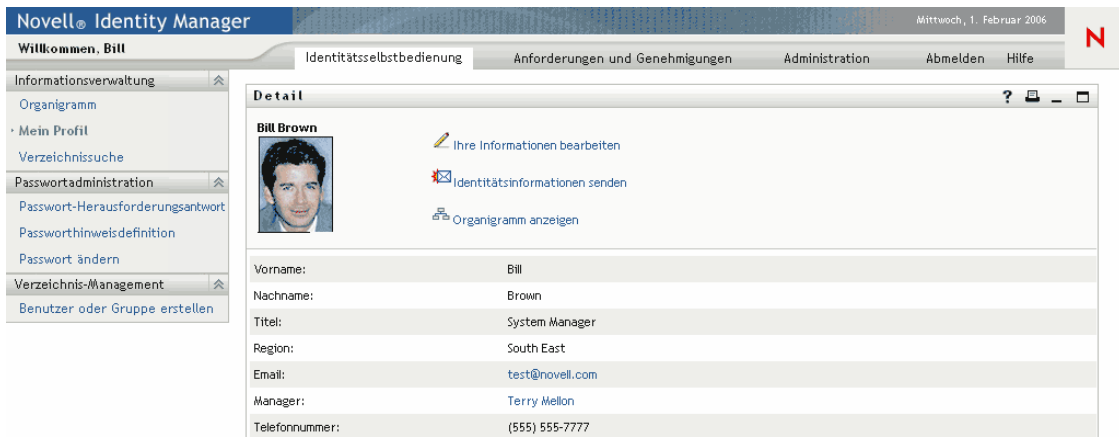 Novell® Identity Manager
Mittwoch, 1. Februar 2006
N
Willkommen, Bill
Identitätsselbstbedienung Anforderungen und Genehmigungen Administration Abmelden Hilfe
Informationsverwaltung
Organigramm
Mein Profil
Verzeichnissuche
Passwortadministration
Passwort-Herausforderungsantwort
Passworthinweisdefinition
Passwort ändern
Verzeichnis-Management
Benutzer oder Gruppe erstellen
Detail ?
Bill Brown
Ihre Informationen bearbeiten
Identitätsinformationen senden
Organigramm anzeigen
Vorname: Bill
Nachname: Brown
Titel: System Manager
Region: South East
Email: test@novell.com
Manager: Terry Mellon
Telefonnummer: (555) 555-7777